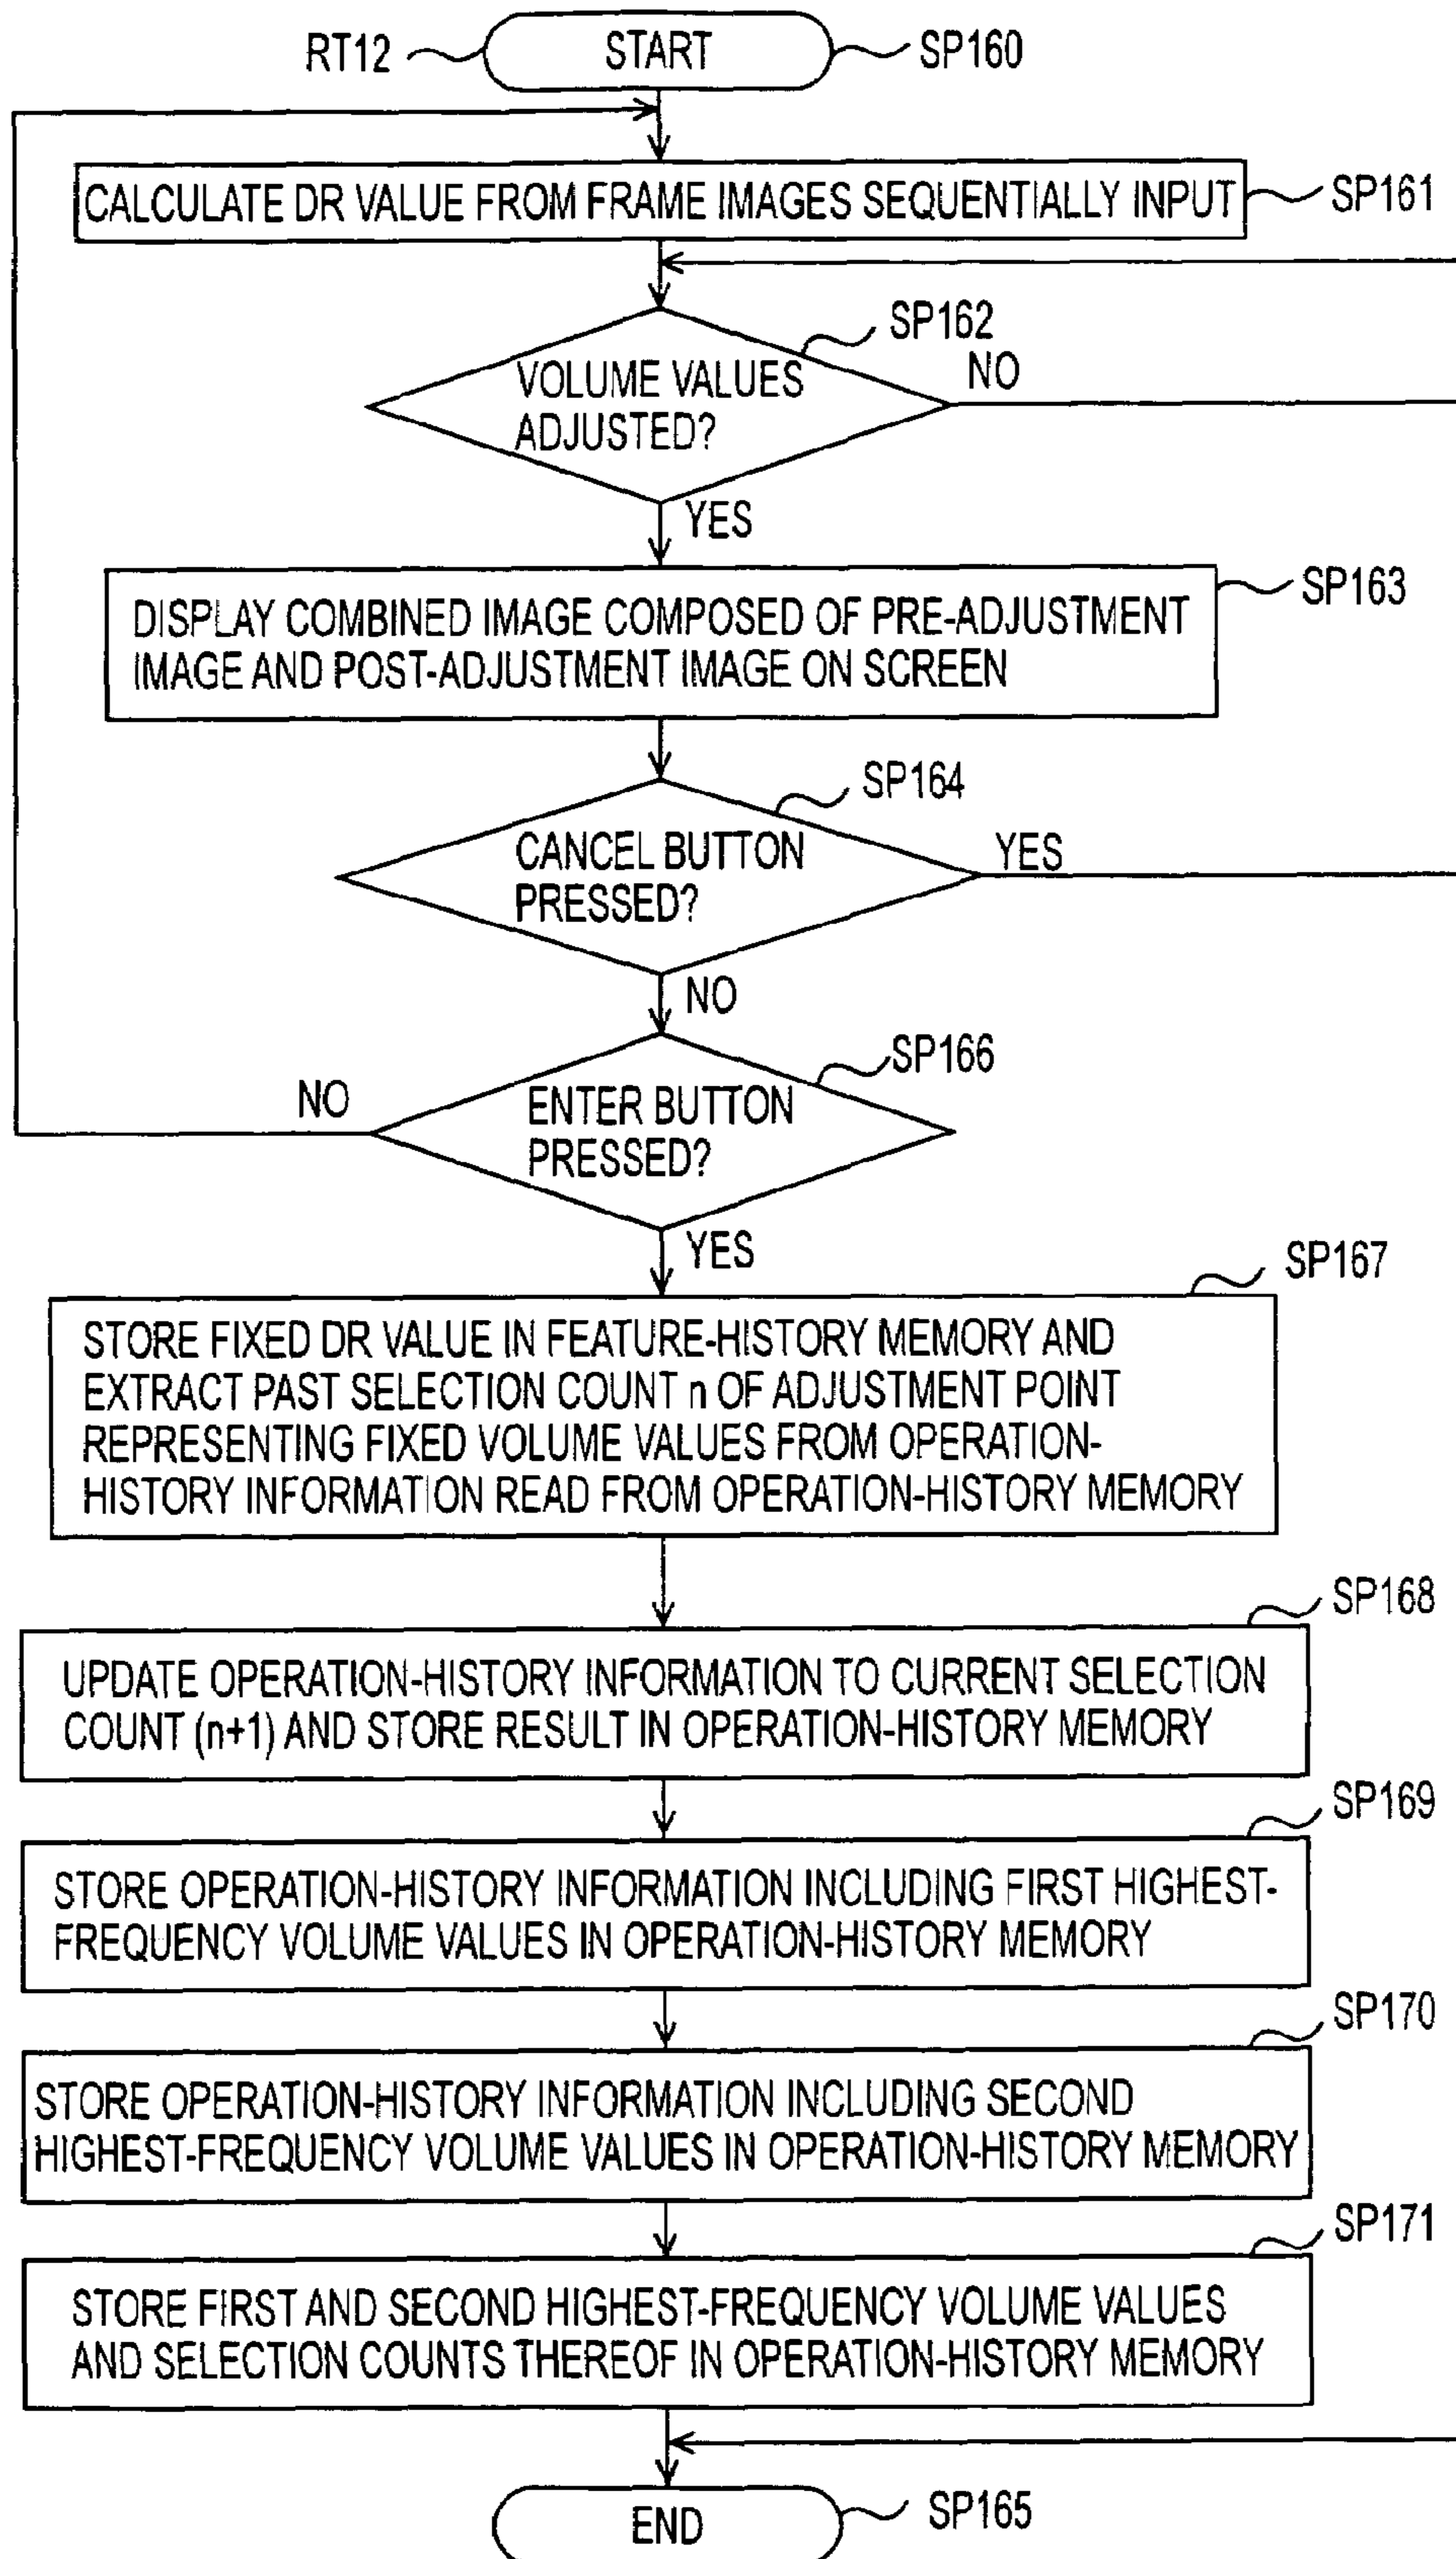 RT12
START
SP160
CALCULATE DR VALUE FROM FRAME IMAGES SEQUENTIALLY INPUT
SP161
SP162
VOLUME VALUES
ADJUSTED?
NO
YES
SP163
DISPLAY COMBINED IMAGE COMPOSED OF PRE-ADJUSTMENT
IMAGE AND POST-ADJUSTMENT IMAGE ON SCREEN
SP164
CANCEL BUTTON
PRESSED?
YES
NO
SP166
NO
ENTER BUTTON
PRESSED?
YES
SP167
STORE FIXED DR VALUE IN FEATURE-HISTORY MEMORY AND
EXTRACT PAST SELECTION COUNT n OF ADJUSTMENT POINT
REPRESENTING FIXED VOLUME VALUES FROM OPERATION-
HISTORY INFORMATION READ FROM OPERATION-HISTORY MEMORY
SP168
UPDATE OPERATION-HISTORY INFORMATION TO CURRENT SELECTION
COUNT (n+1) AND STORE RESULT IN OPERATION-HISTORY MEMORY
SP169
STORE OPERATION-HISTORY INFORMATION INCLUDING FIRST HIGHEST-
FREQUENCY VOLUME VALUES IN OPERATION-HISTORY MEMORY
SP170
STORE OPERATION-HISTORY INFORMATION INCLUDING SECOND
HIGHEST-FREQUENCY VOLUME VALUES IN OPERATION-HISTORY MEMORY
SP171
STORE FIRST AND SECOND HIGHEST-FREQUENCY VOLUME VALUES
AND SELECTION COUNTS THEREOF IN OPERATION-HISTORY MEMORY
END
SP165